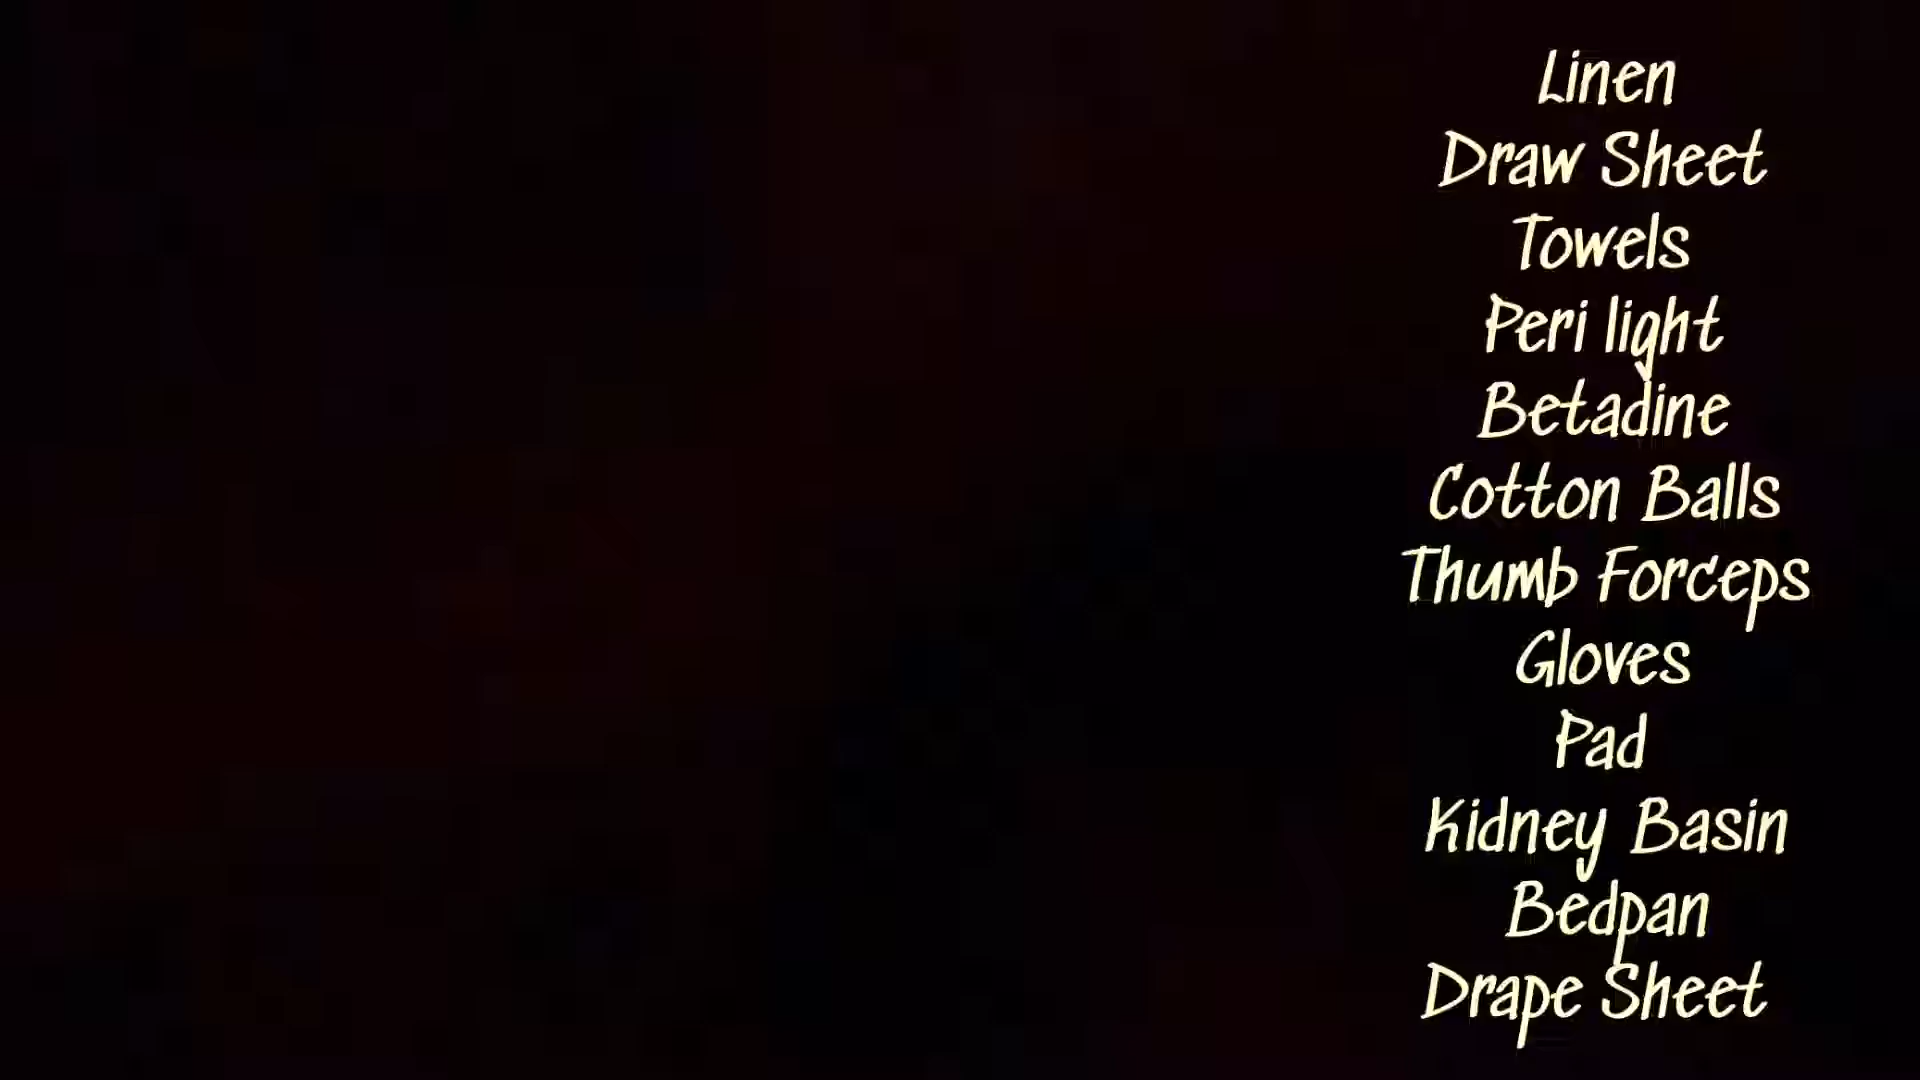 Linen
Draw Sheet
Towels
Peri light
Betadine
Cotton Balls
Thumb Forceps
Gloves
Pad
Kidney Basin
Bedpan
Drape Sheet